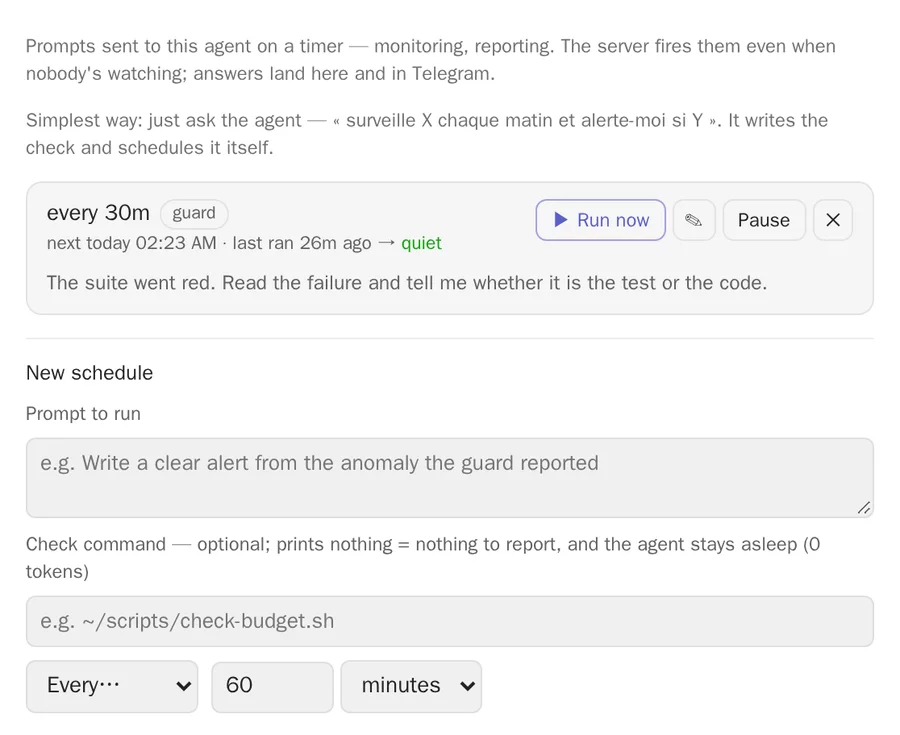 Prompts sent to this agent on a timer — monitoring, reporting. The server fires them even when
nobody's watching; answers land here and in Telegram.
Simplest way: just ask the agent — « surveille X chaque matin et alerte-moi si Y ». It writes the
check and schedules it itself.
every 30m guard ▶ Run now ✎ Pause ✕
next today 02:23 AM · last ran 26m ago → quiet
The suite went red. Read the failure and tell me whether it is the test or the code.
New schedule
Prompt to run
e.g. Write a clear alert from the anomaly the guard reported
Check command — optional; prints nothing = nothing to report, and the agent stays asleep (0
tokens)
e.g. ~/scripts/check-budget.sh
Every… 60 minutes